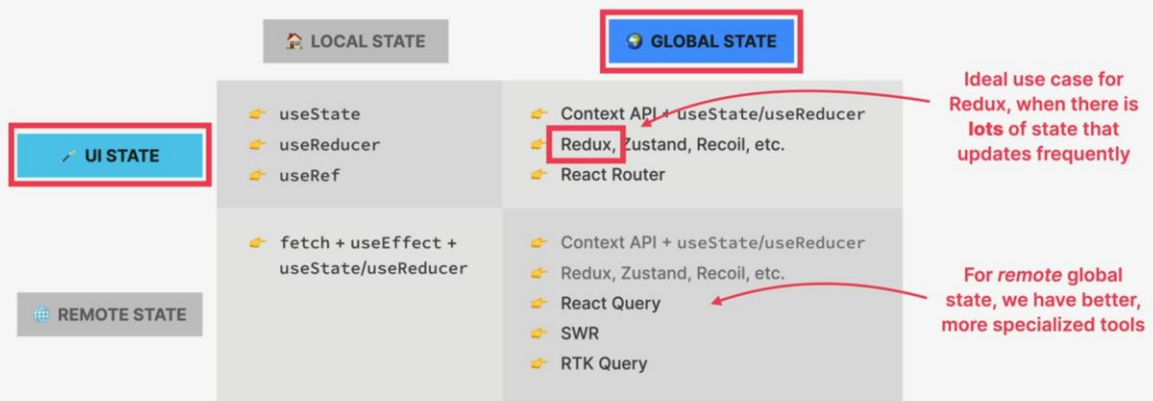 🏠 LOCAL STATE
🌍 GLOBAL STATE
UI STATE
👉 useState
👉 useReducer
👉 useRef
👉 Context API + useState/useReducer
👉 Redux, Zustand, Recoil, etc.
👉 React Router
Ideal use case for
Redux, when there is
lots of state that
updates frequently
🌐 REMOTE STATE
👉 fetch + useEffect +
useState/useReducer
👉 Context API + useState/useReducer
👉 Redux, Zustand, Recoil, etc.
👉 React Query
👉 SWR
👉 RTK Query
For remote global
state, we have better,
more specialized tools